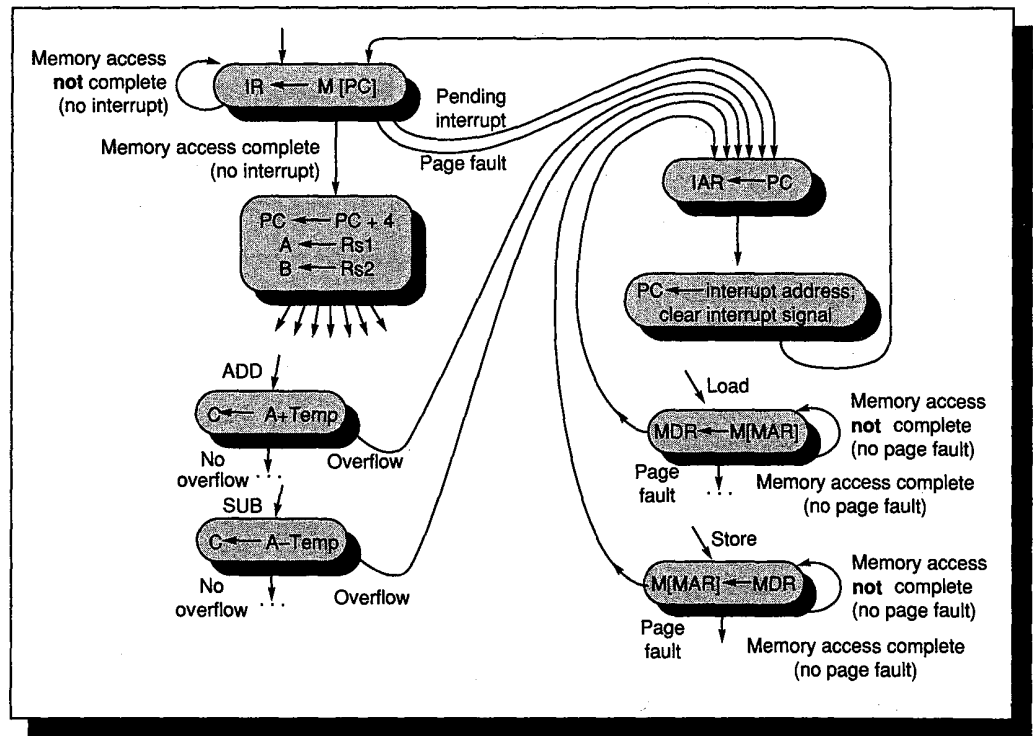 Memory access
not complete
(no interrupt)
IR ← M [PC]
Pending
interrupt
Page fault
Memory access complete
(no interrupt)
PC ← PC + 4
A ← Rs1
B ← Rs2
IAR ← PC
PC ← Interrupt address;
clear interrupt signal
ADD
C ← A+Temp
No
overflow ...
Overflow
SUB
C ← A–Temp
No
overflow ...
Overflow
Load
MDR ← M[MAR]
Memory access
not complete
(no page fault)
Page
fault
...
Memory access complete
(no page fault)
Store
M[MAR] ← MDR
Memory access
not complete
(no page fault)
Page
fault
Memory access complete
(no page fault)